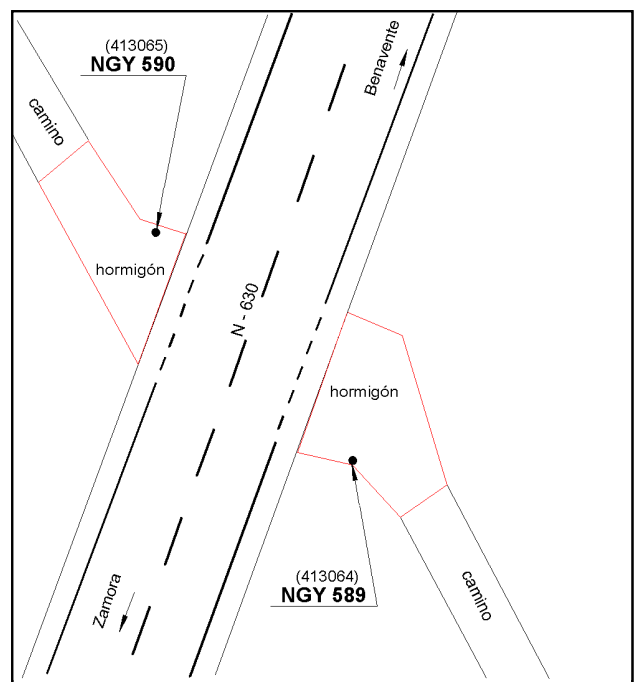 (413065)
NGY 590
Benavente
camino
hormigón
N - 630
hormigón
(413064)
NGY 589
Zamora
camino